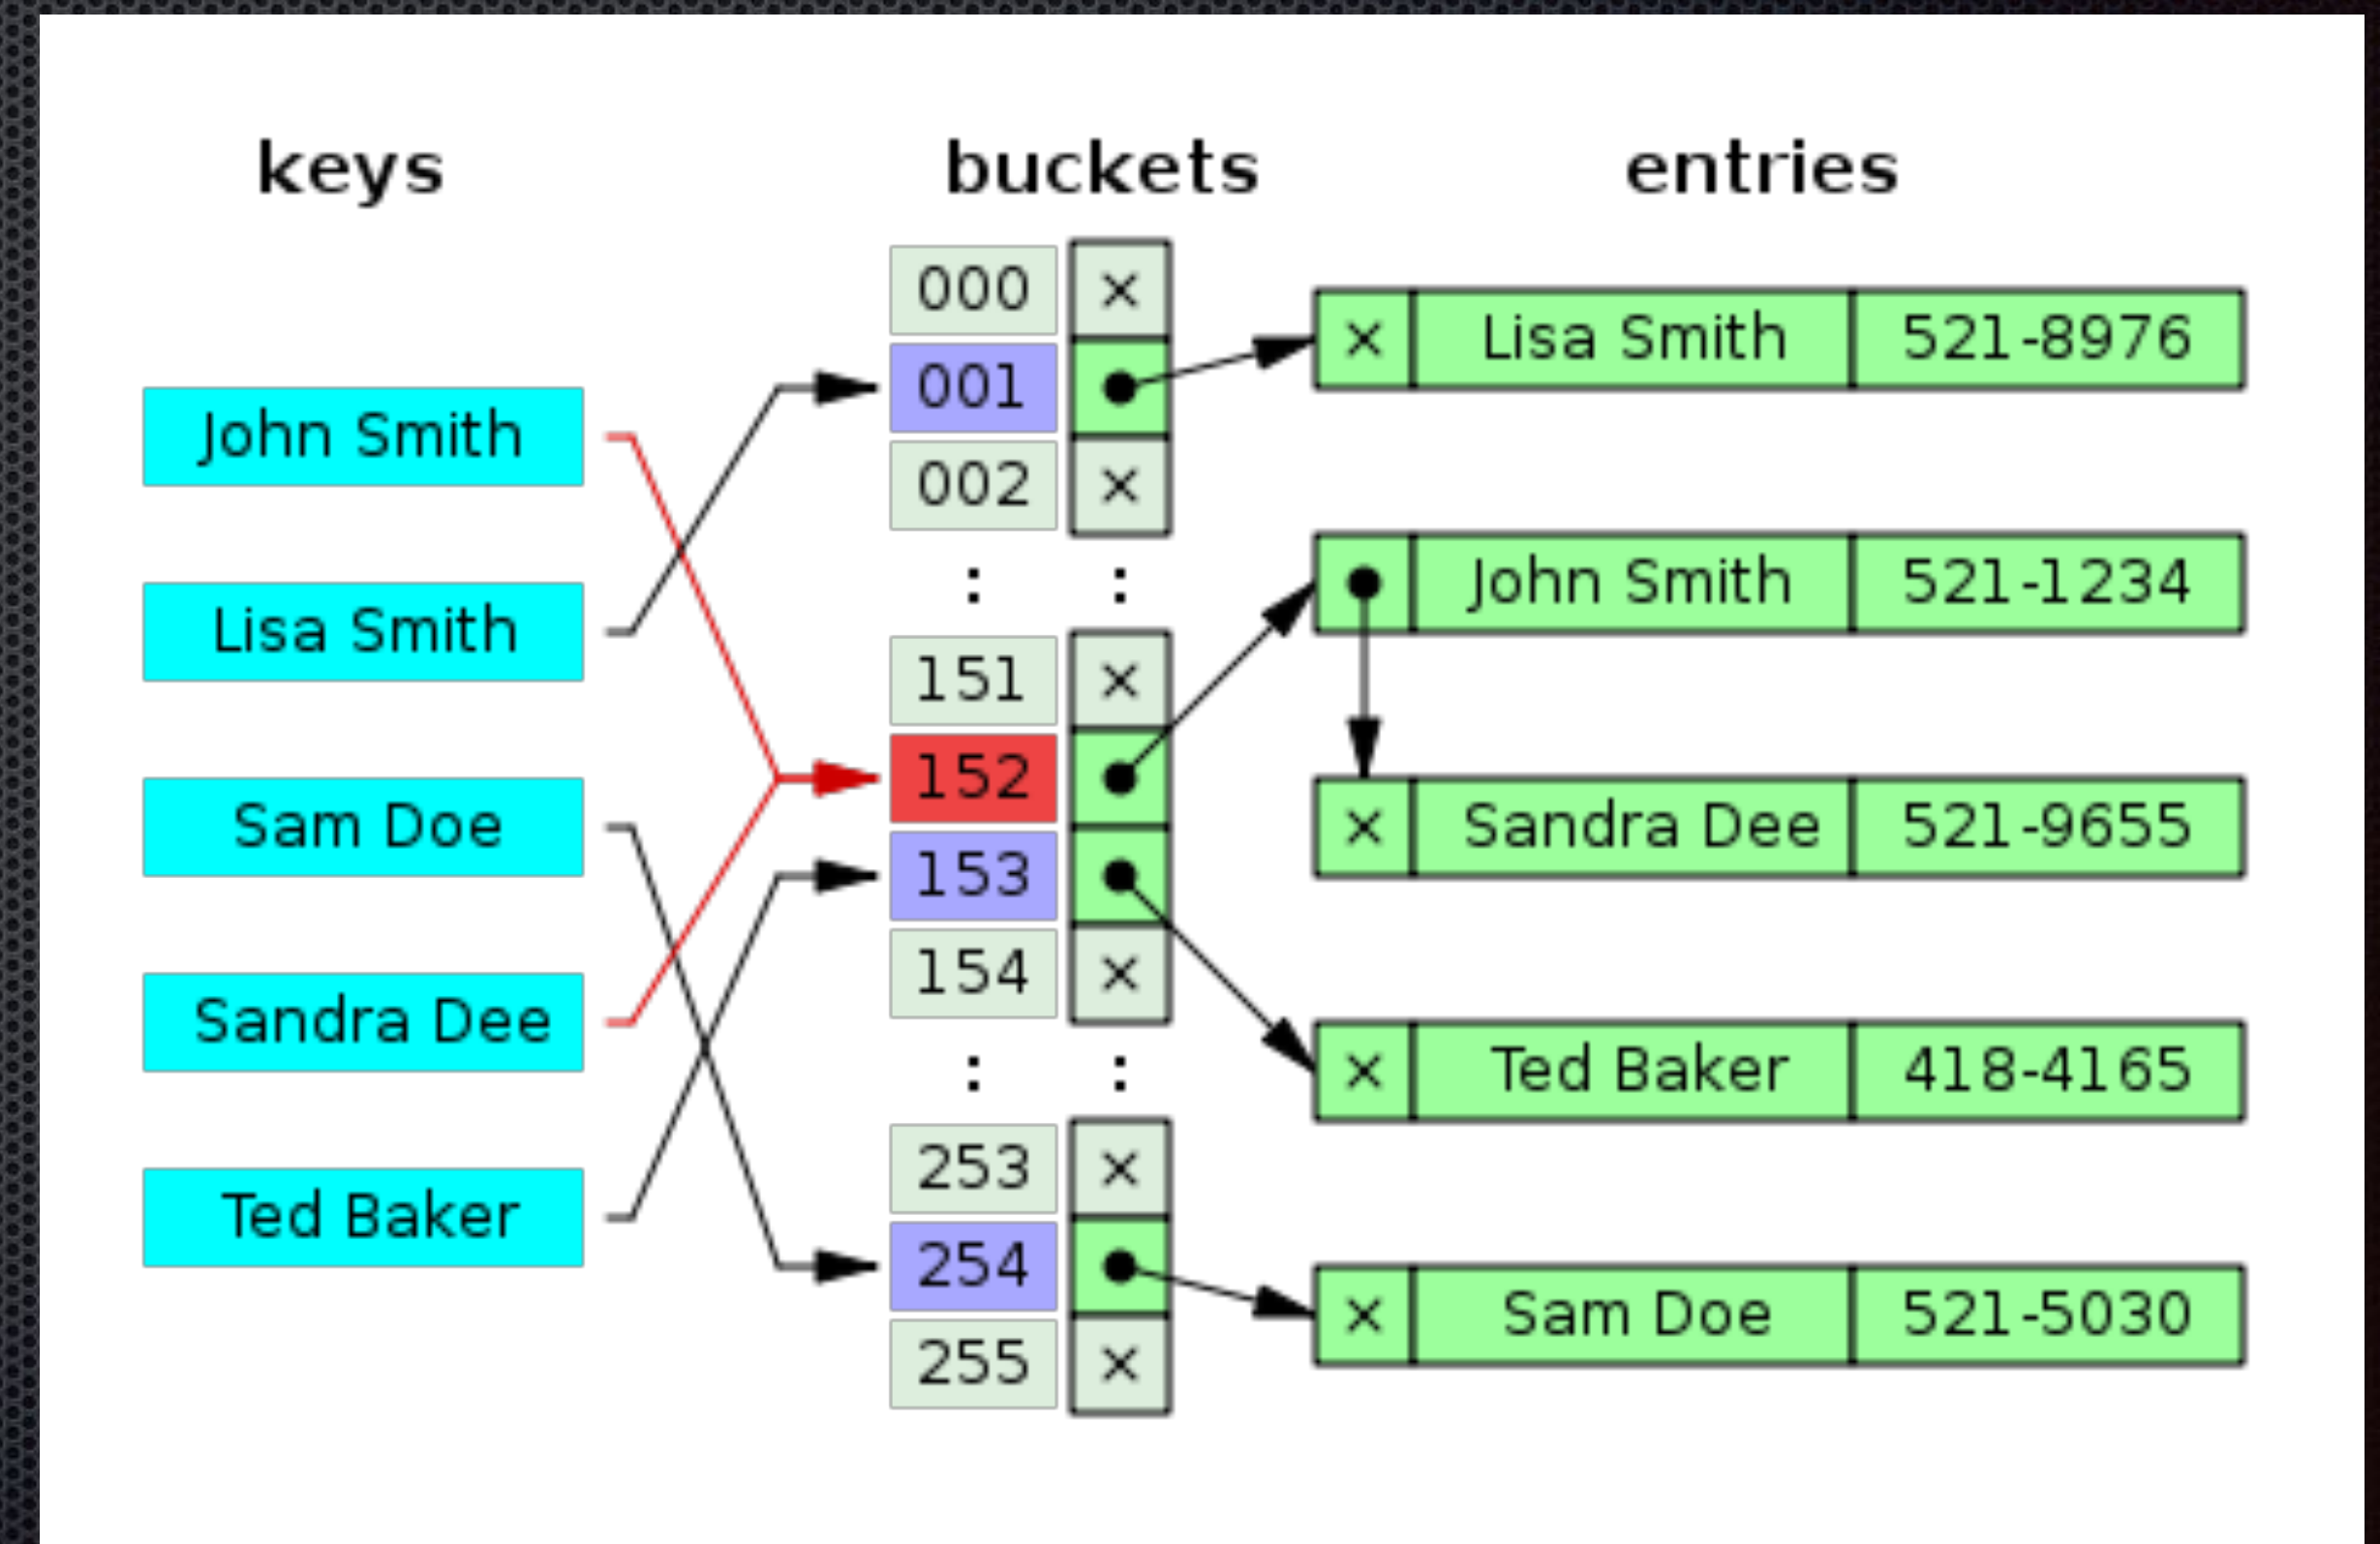 keys
buckets
entries
John Smith
Lisa Smith
Sam Doe
Sandra Dee
Ted Baker
000 ×
001
002 ×
: :
151 ×
152
153
154 ×
: :
253 ×
254
255 ×
× Lisa Smith 521-8976
John Smith 521-1234
× Sandra Dee 521-9655
× Ted Baker 418-4165
× Sam Doe 521-5030